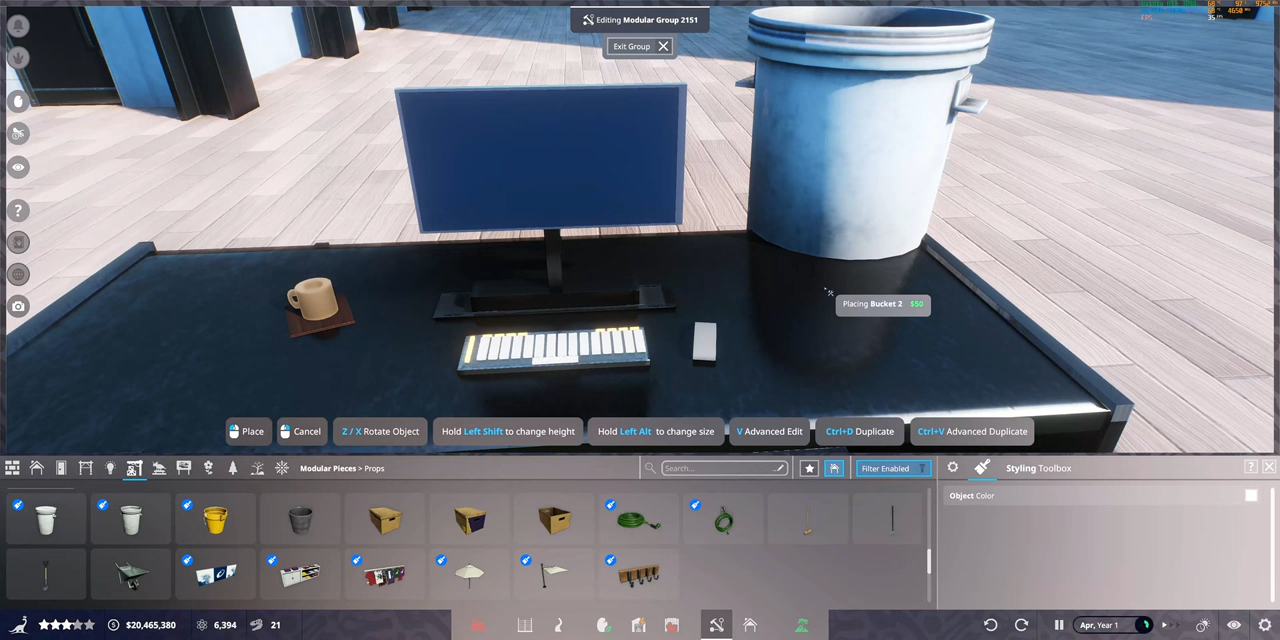 Editing Modular Group 2151
Exit Group
FPS
35
Placing Bucket 2 $50
Place
Cancel
Z / X Rotate Object
Hold Left Shift to change height
Hold Left Alt to change size
V Advanced Edit
Ctrl+D Duplicate
Ctrl+V Advanced Duplicate
Modular Pieces > Props
Search...
Filter Enabled
Styling Toolbox
?
Object Color
$20,465,380
6,394
21
Apr, Year 1